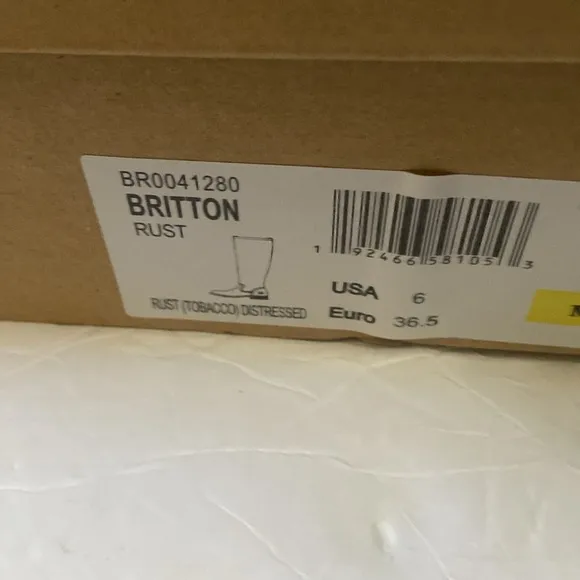 BR0041280
BRITTON
RUST
RUST (TOBACCO) DISTRESSED
1 92466 58105 3
USA 6
Euro 36.5